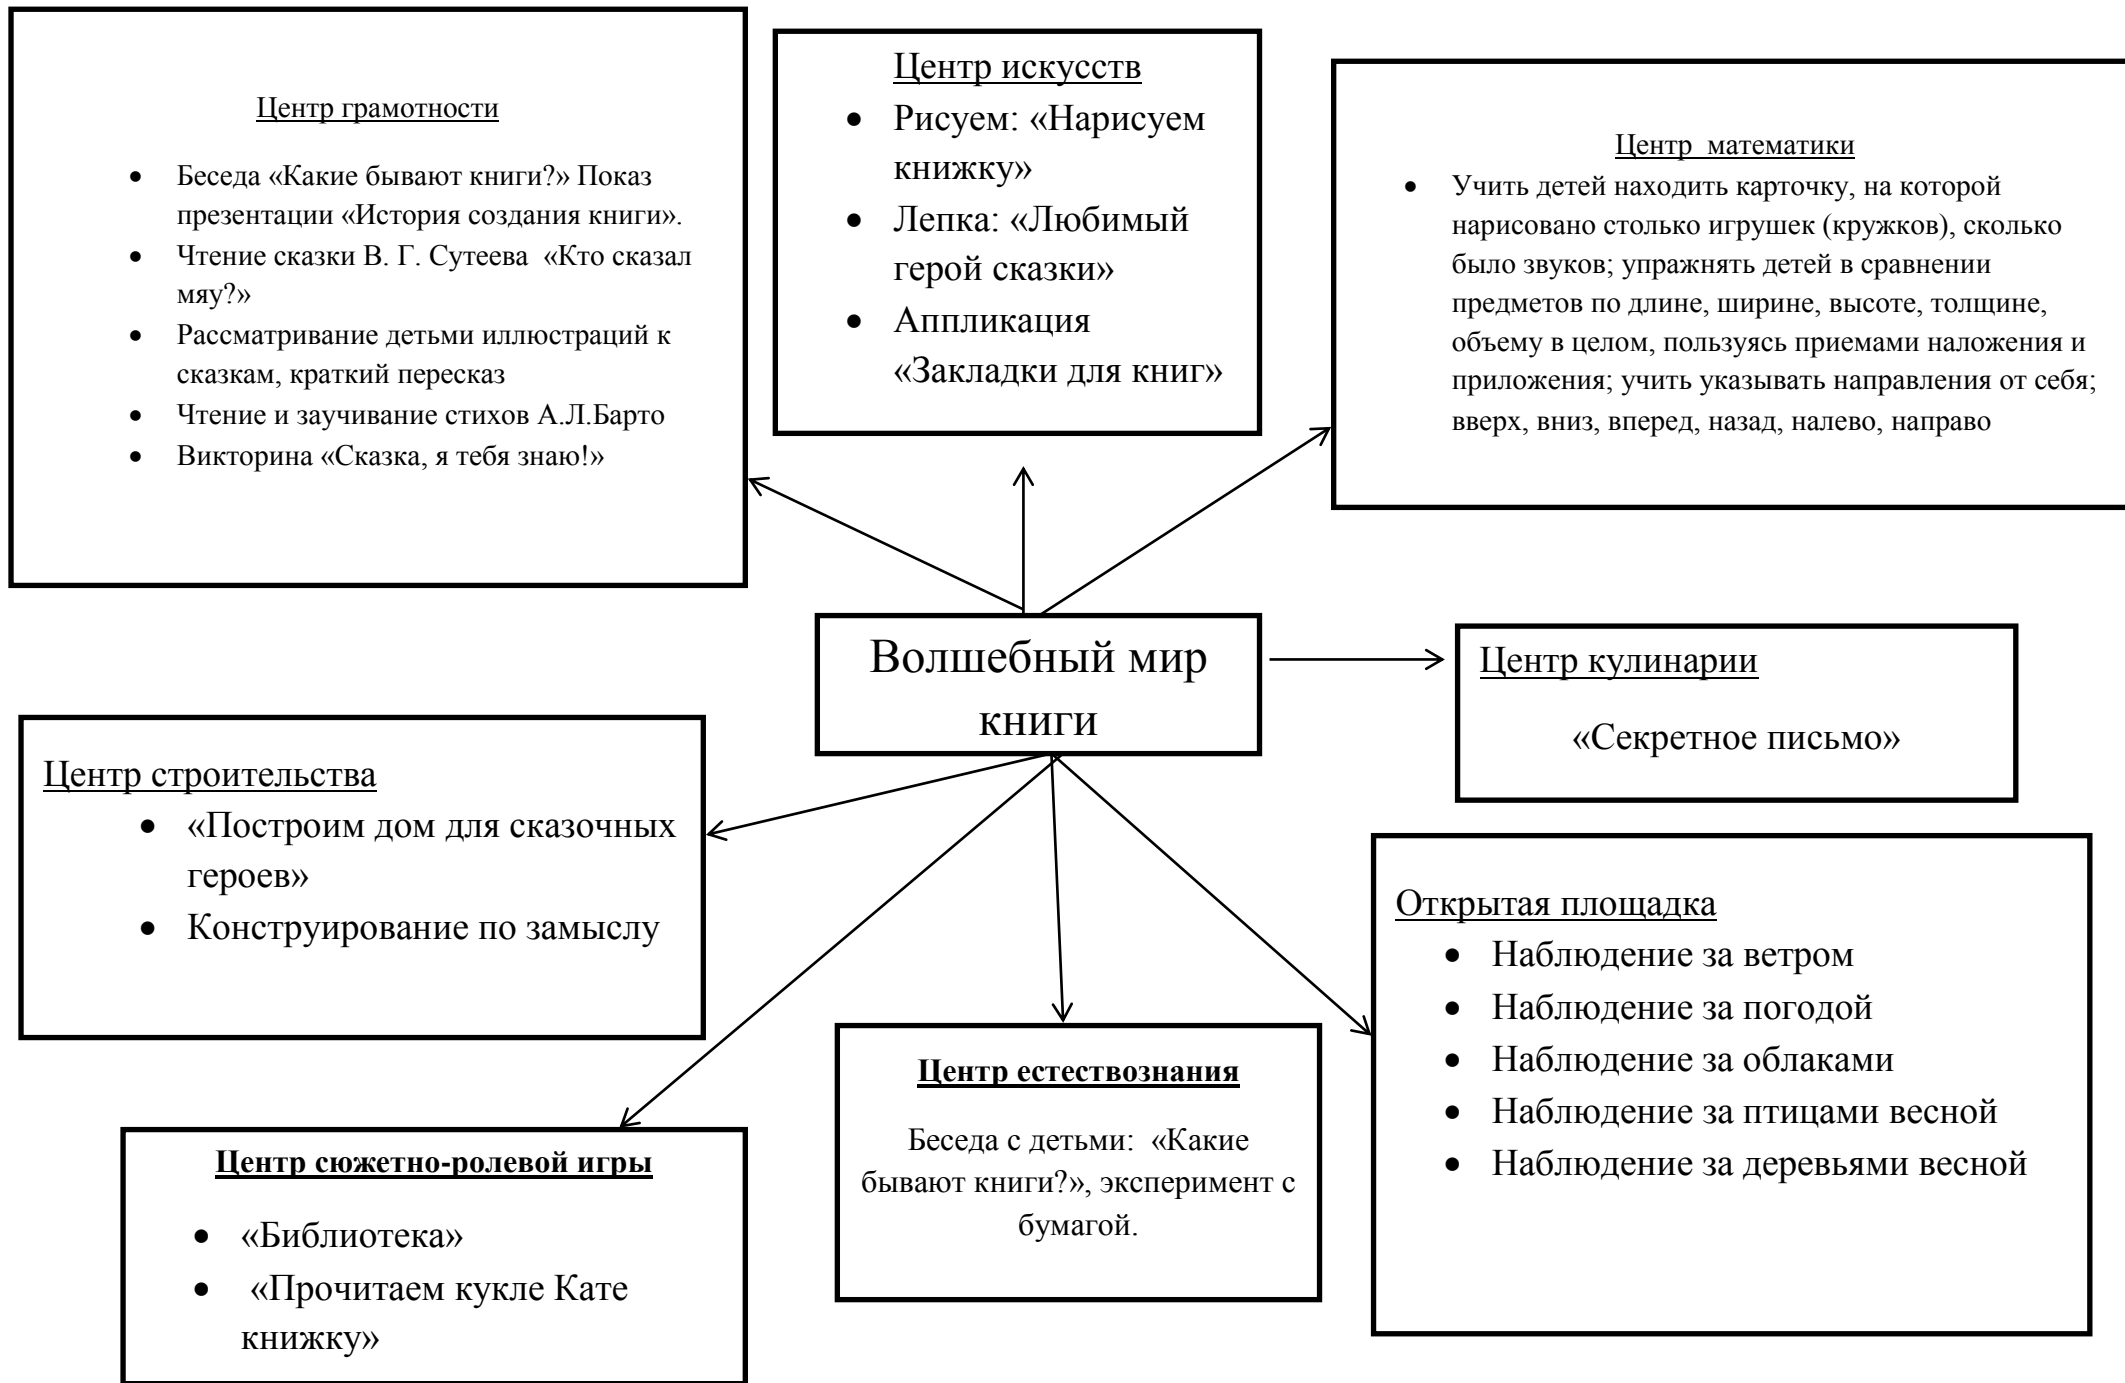 Центр грамотности
• Беседа «Какие бывают книги?» Показ
презентации «История создания книги».
• Чтение сказки В. Г. Сутеева «Кто сказал
мяу?»
• Рассматривание детьми иллюстраций к
сказкам, краткий пересказ
• Чтение и заучивание стихов А.Л.Барто
• Викторина «Сказка, я тебя знаю!»
Центр искусств
• Рисуем: «Нарисуем
книжку»
• Лепка: «Любимый
герой сказки»
• Аппликация
«Закладки для книг»
Центр математики
• Учить детей находить карточку, на которой
нарисовано столько игрушек (кружков), сколько
было звуков; упражнять детей в сравнении
предметов по длине, ширине, высоте, толщине,
объему в целом, пользуясь приемами наложения и
приложения; учить указывать направления от себя;
вверх, вниз, вперед, назад, налево, направо
Волшебный мир
книги
Центр кулинарии
«Секретное письмо»
Центр строительства
• «Построим дом для сказочных
героев»
• Конструирование по замыслу
Открытая площадка
• Наблюдение за ветром
• Наблюдение за погодой
• Наблюдение за облаками
• Наблюдение за птицами весной
• Наблюдение за деревьями весной
Центр естествознания
Беседа с детьми: «Какие
бывают книги?», эксперимент с
бумагой.
Центр сюжетно-ролевой игры
• «Библиотека»
• «Прочитаем кукле Кате
книжку»